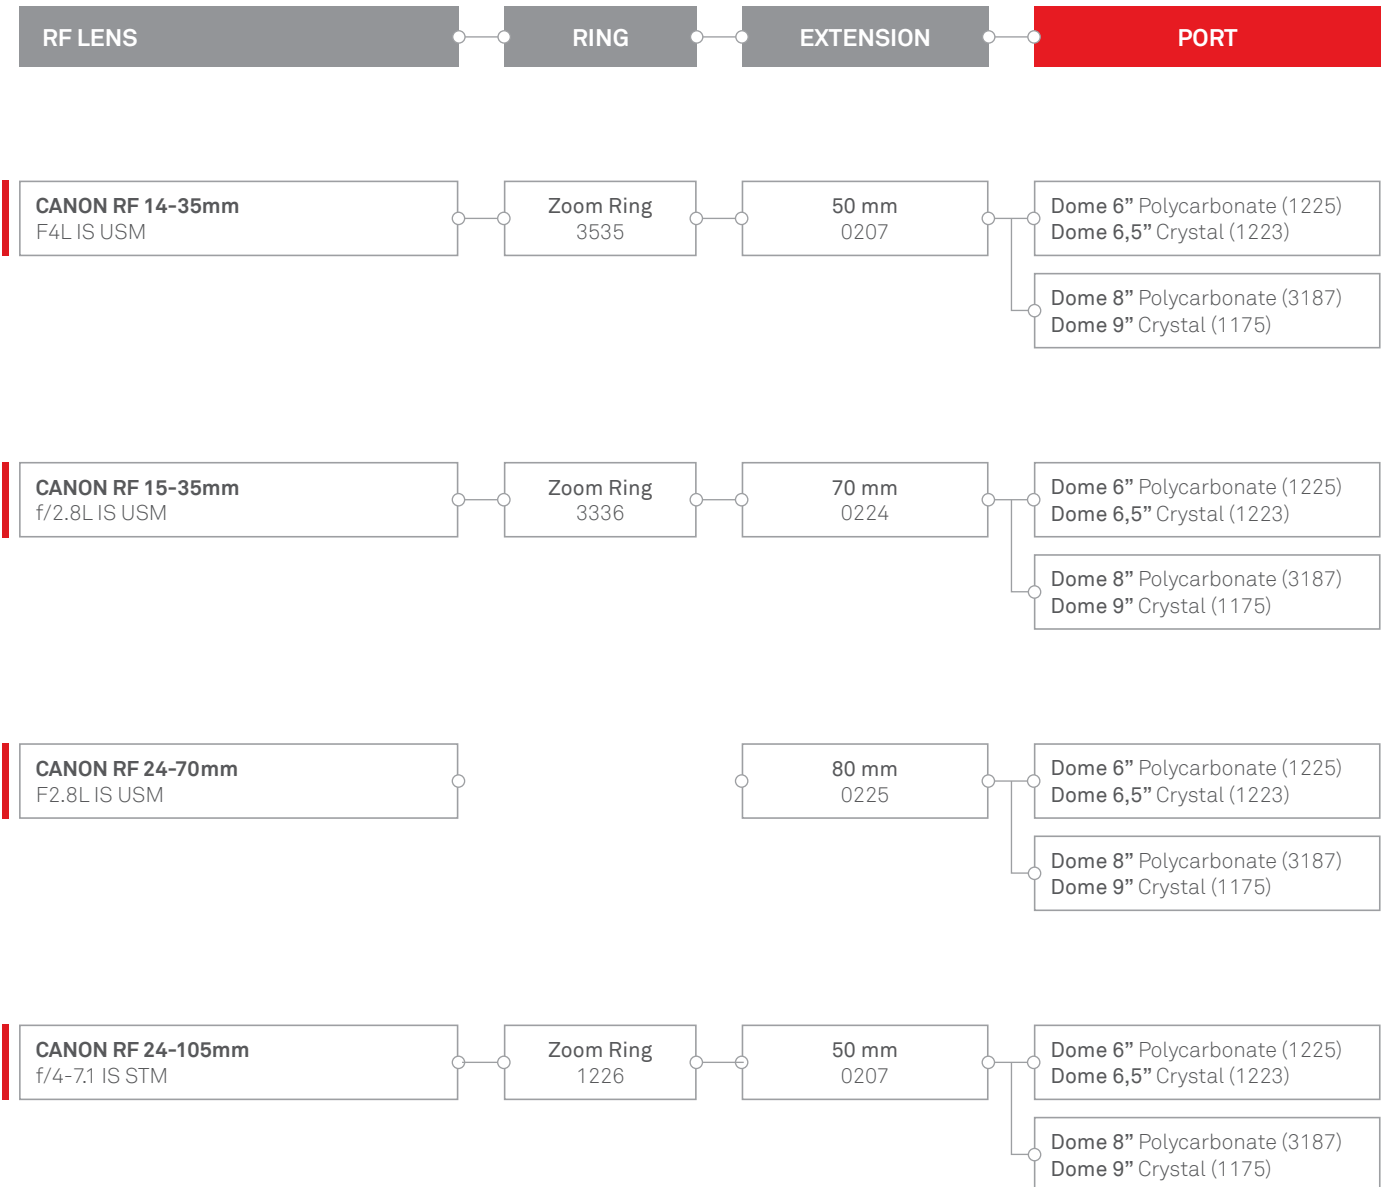 RF LENS RING EXTENSION PORT
CANON RF 14-35mm
F4L IS USM
Zoom Ring
3535
50 mm
0207
Dome 6” Polycarbonate (1225)
Dome 6,5” Crystal (1223)
Dome 8” Polycarbonate (3187)
Dome 9” Crystal (1175)
CANON RF 15-35mm
f/2.8L IS USM
Zoom Ring
3336
70 mm
0224
Dome 6” Polycarbonate (1225)
Dome 6,5” Crystal (1223)
Dome 8” Polycarbonate (3187)
Dome 9” Crystal (1175)
CANON RF 24-70mm
F2.8L IS USM
80 mm
0225
Dome 6” Polycarbonate (1225)
Dome 6,5” Crystal (1223)
Dome 8” Polycarbonate (3187)
Dome 9” Crystal (1175)
CANON RF 24-105mm
f/4-7.1 IS STM
Zoom Ring
1226
50 mm
0207
Dome 6” Polycarbonate (1225)
Dome 6,5” Crystal (1223)
Dome 8” Polycarbonate (3187)
Dome 9” Crystal (1175)